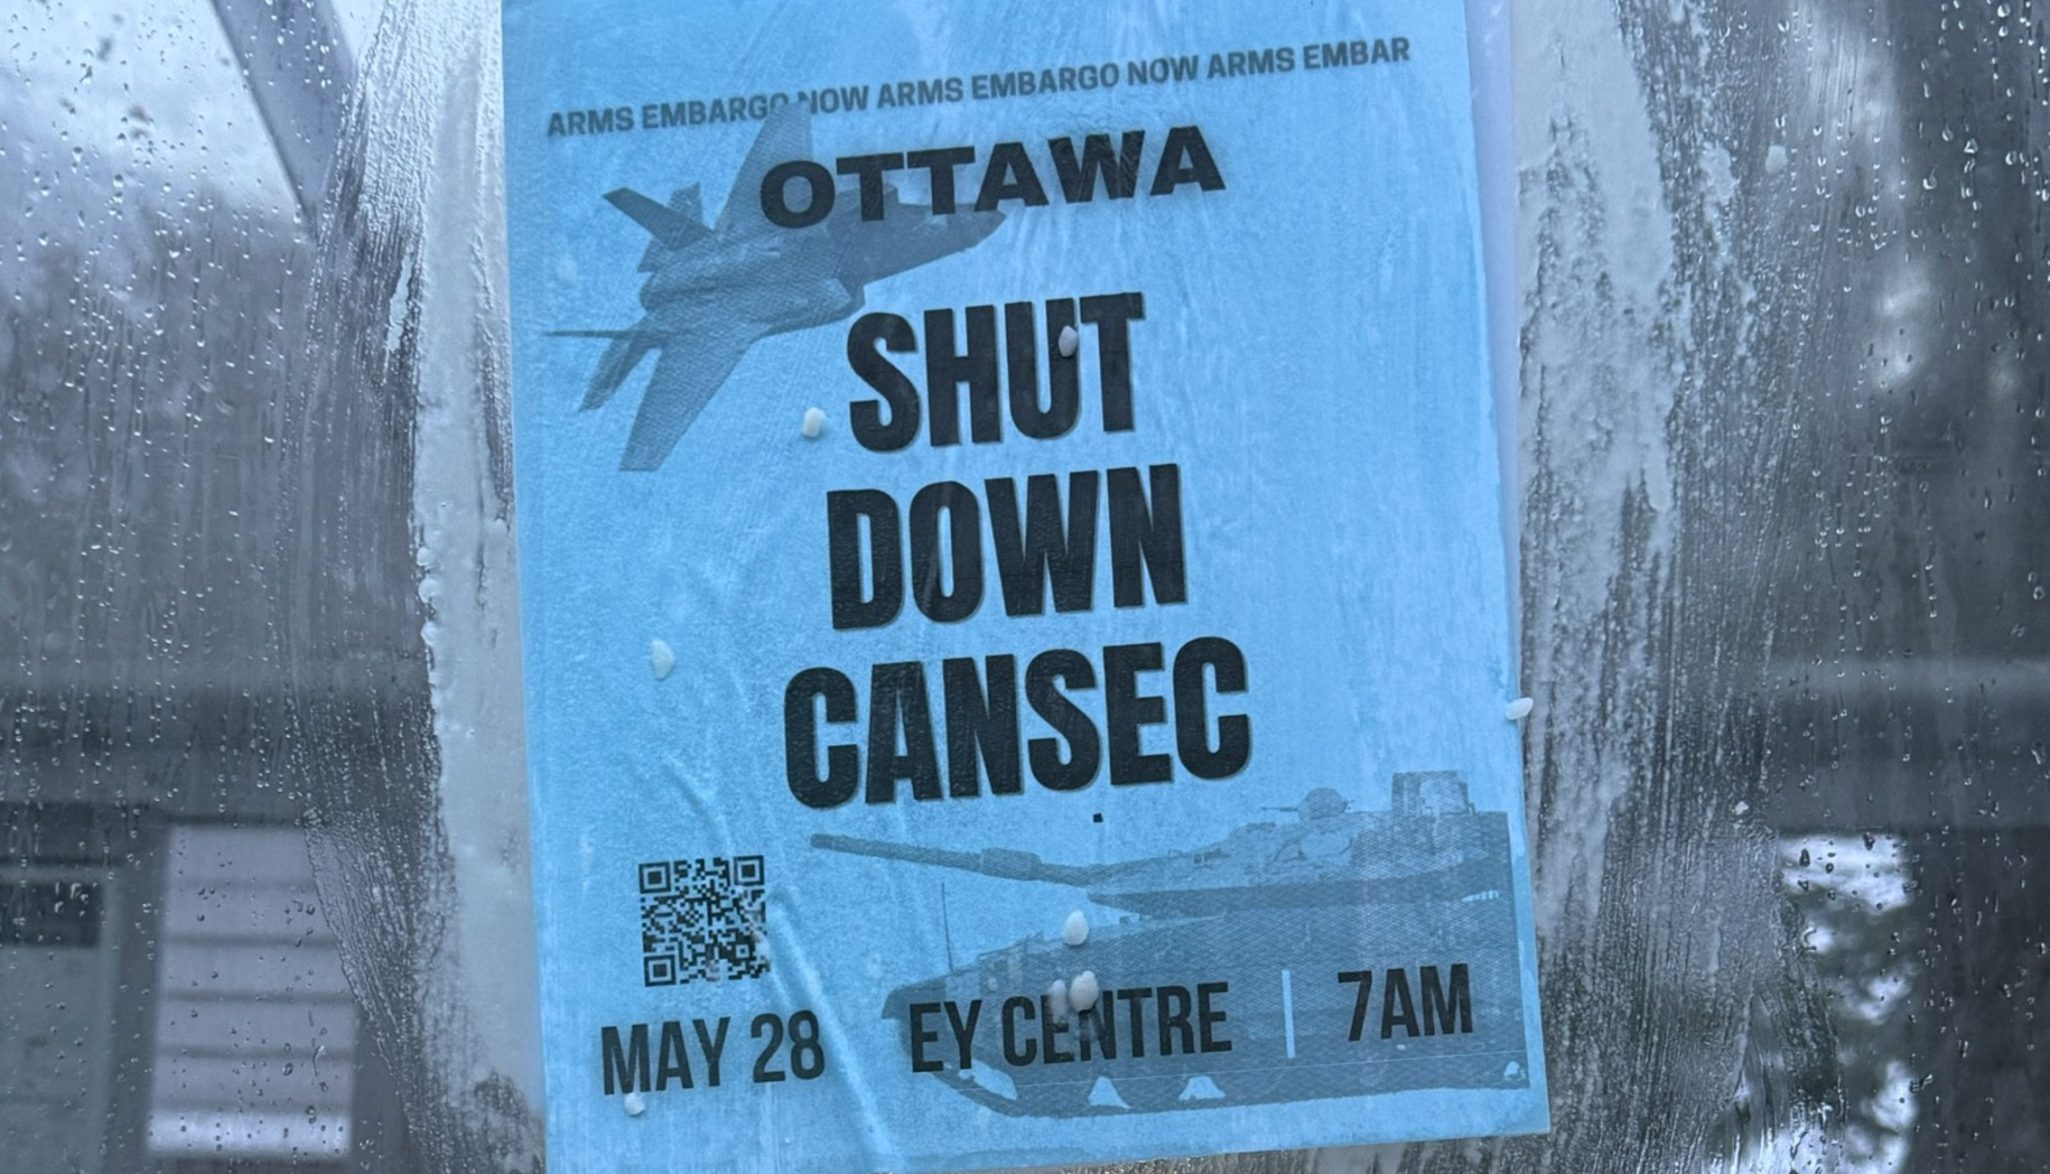 ARMS EMBARGO NOW ARMS EMBARGO NOW ARMS EMBAR
OTTAWA
SHUT
DOWN
CANSEC
MAY 28 EY CENTRE | 7AM